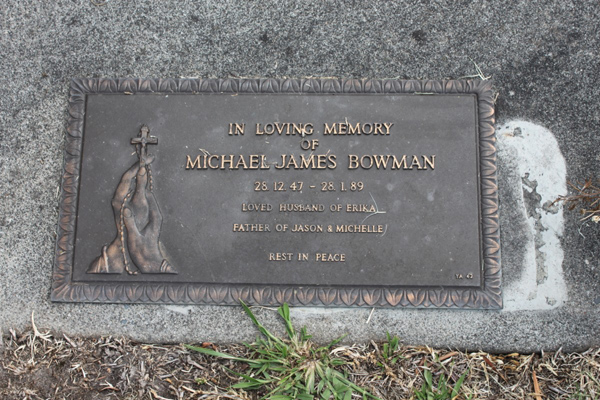 IN LOVING MEMORY
OF
MICHAEL JAMES BOWMAN
28.12.47 - 28.1.89
LOVED HUSBAND OF ERIKA
FATHER OF JASON & MICHELLE
REST IN PEACE